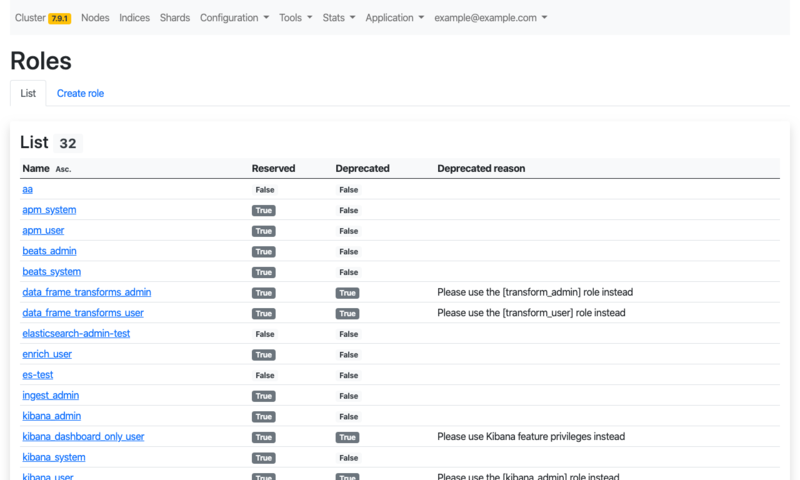 Cluster 7.9.1 Nodes Indices Shards Configuration Tools Stats Application example@example.com
Roles
List Create role
List 32
Name Asc. Reserved Deprecated Deprecated reason
aa False False
apm_system True False
apm_user True False
beats_admin True False
beats_system True False
data_frame_transforms_admin True True Please use the [transform_admin] role instead
data_frame_transforms_user True True Please use the [transform_user] role instead
elasticsearch-admin-test False False
enrich_user True False
es-test False False
ingest_admin True False
kibana_admin True False
kibana_dashboard_only_user True True Please use Kibana feature privileges instead
kibana_system True False
kibana_user True True Please use the [kibana_admin] role instead